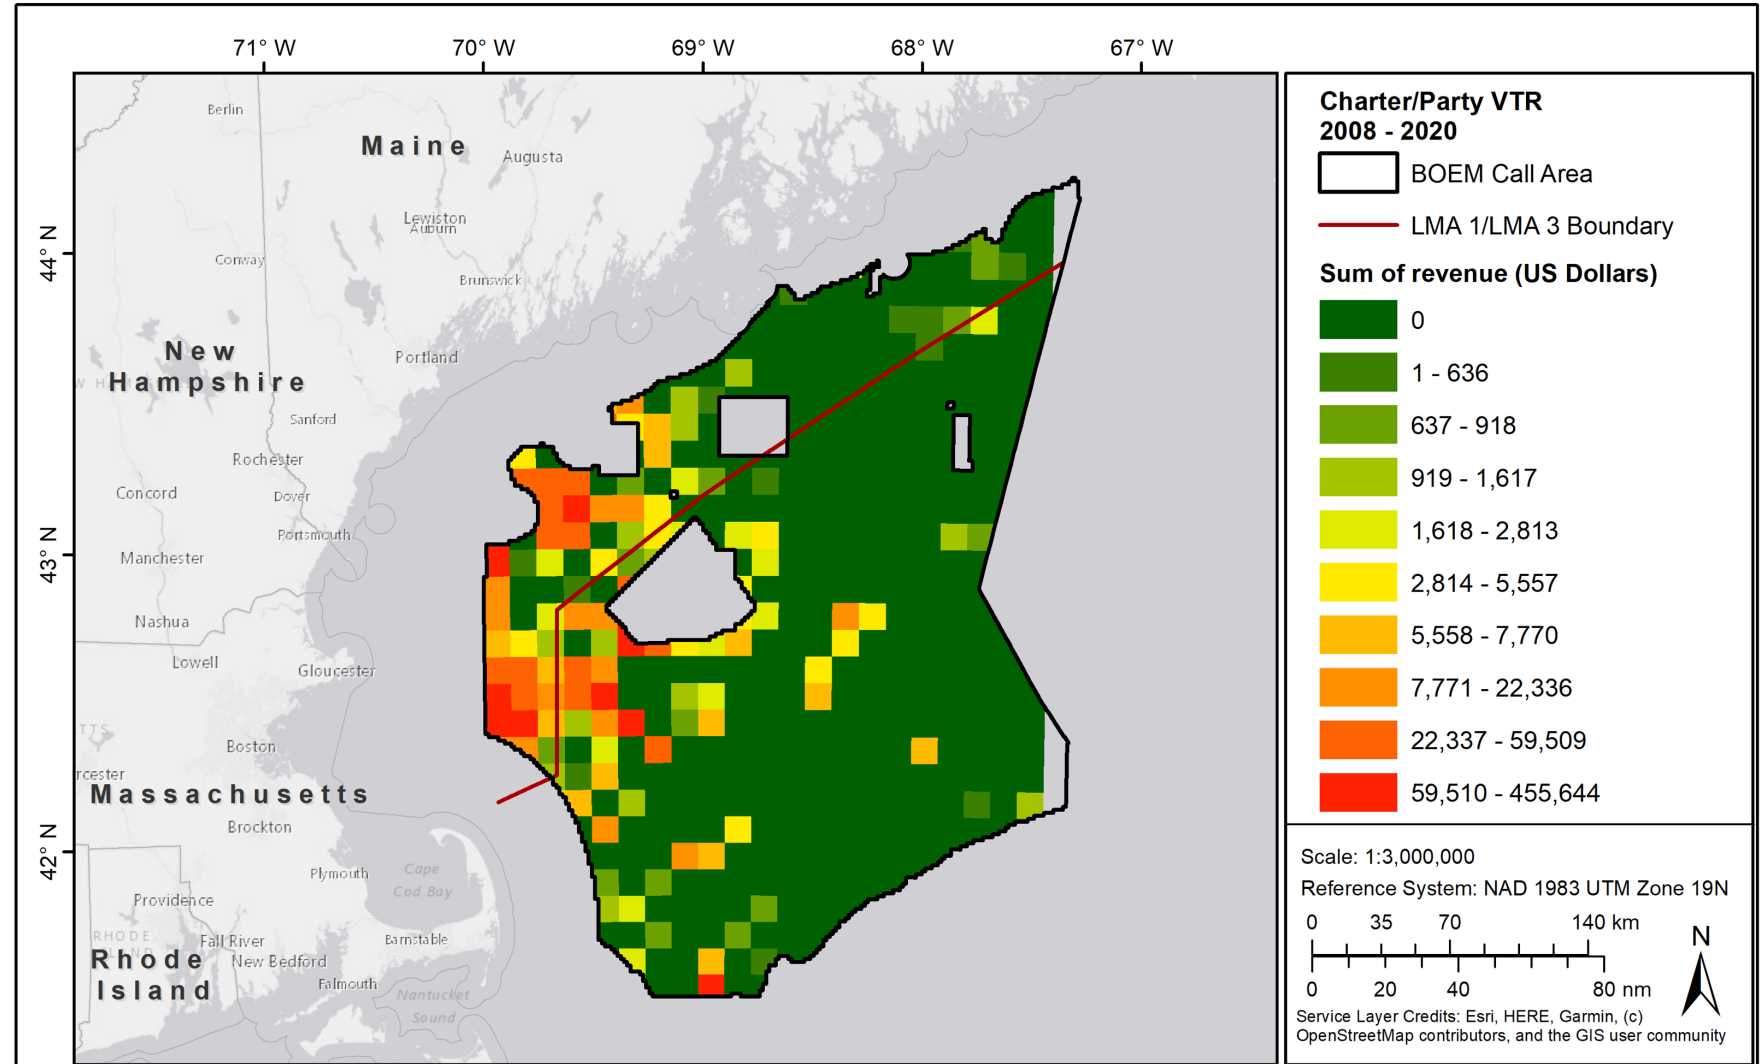 71° W
70° W
69° W
68° W
67° W
44° N
43° N
42° N
Berlin
Maine
Augusta
Lewiston
Auburn
Conway
Brunswick
New
Hampshire
Portland
Sanford
Rochester
Concord
Dover
Portsmouth
Manchester
Nashua
Lowell
Gloucester
TTS
Boston
rcester
Massachusetts
Brockton
Plymouth
Cape
Cod Bay
Providence
RHODE
Fall River
Barnstable
Rhode
Island
New Bedford
Falmouth
Nantucket
Sound
Charter/Party VTR
2008 - 2020
BOEM Call Area
LMA 1/LMA 3 Boundary
Sum of revenue (US Dollars)
0
1 - 636
637 - 918
919 - 1,617
1,618 - 2,813
2,814 - 5,557
5,558 - 7,770
7,771 - 22,336
22,337 - 59,509
59,510 - 455,644
Scale: 1:3,000,000
Reference System: NAD 1983 UTM Zone 19N
0 35 70 140 km
N
0 20 40 80 nm
Service Layer Credits: Esri, HERE, Garmin, (c)
OpenStreetMap contributors, and the GIS user community